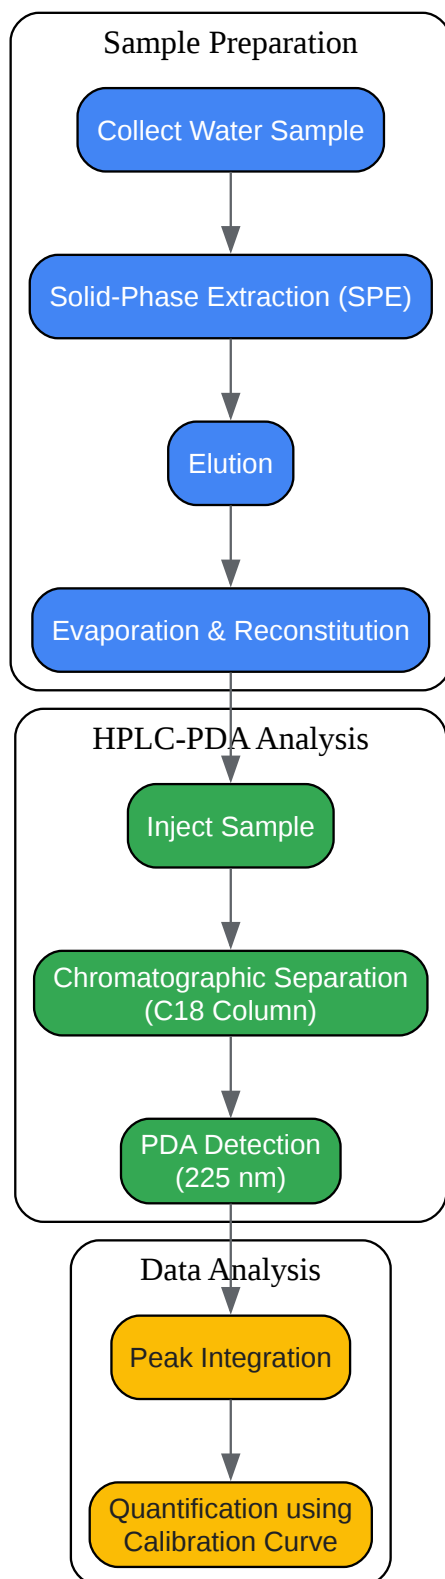 Sample Preparation
Collect Water Sample
Solid-Phase Extraction (SPE)
Elution
Evaporation & Reconstitution
HPLC-PDA Analysis
Inject Sample
Chromatographic Separation
(C18 Column)
PDA Detection
(225 nm)
Data Analysis
Peak Integration
Quantification using
Calibration Curve